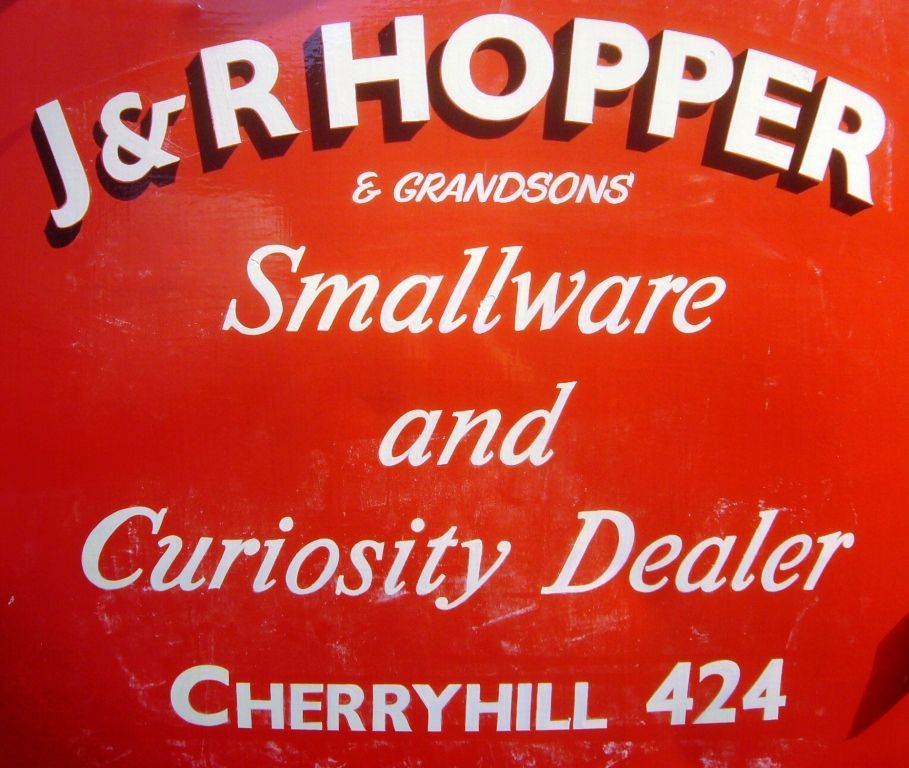 J&R HOPPER
& GRANDSONS
Smallware
and
Curiosity Dealer
CHERRYHILL 424